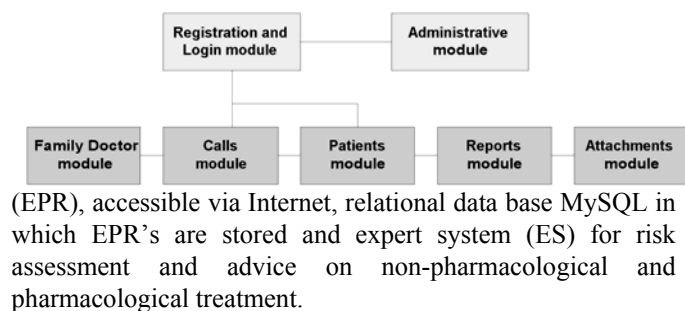 Registration and
Login module
Administrative
module
Family Doctor
module
Calls
module
Patients
module
Reports
module
Attachments
module
(EPR), accessible via Internet, relational data base MySQL in
which EPR's are stored and expert system (ES) for risk
assessment and advice on non-pharmacological and
pharmacological treatment.